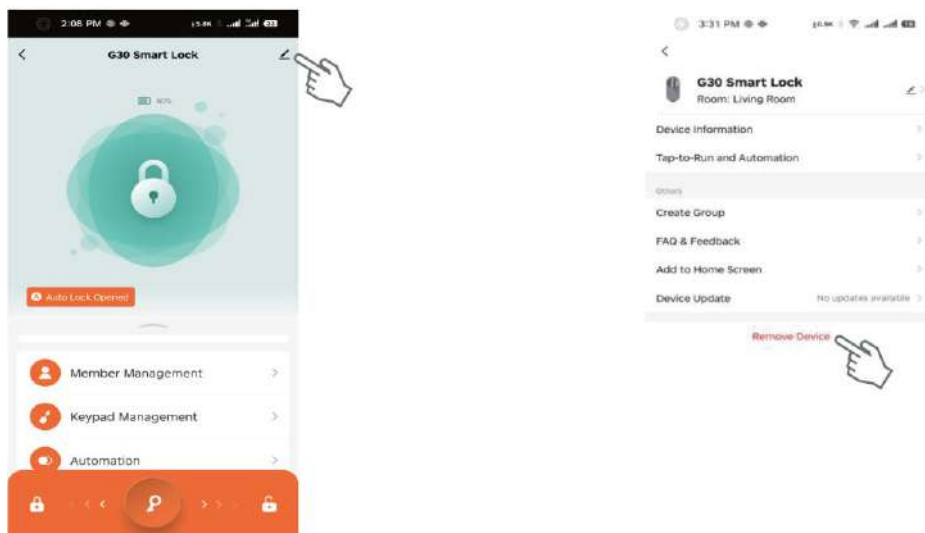 2:08 PM
G30 Smart Lock
Auto Lock Opened
Member Management
Keypad Management
Automation
3:31 PM
G30 Smart Lock
Room: Living Room
Device Information
Tap-to-Run and Automation
Others
Create Group
FAQ & Feedback
Add to Home Screen
Device Update No updates available
Remove Device